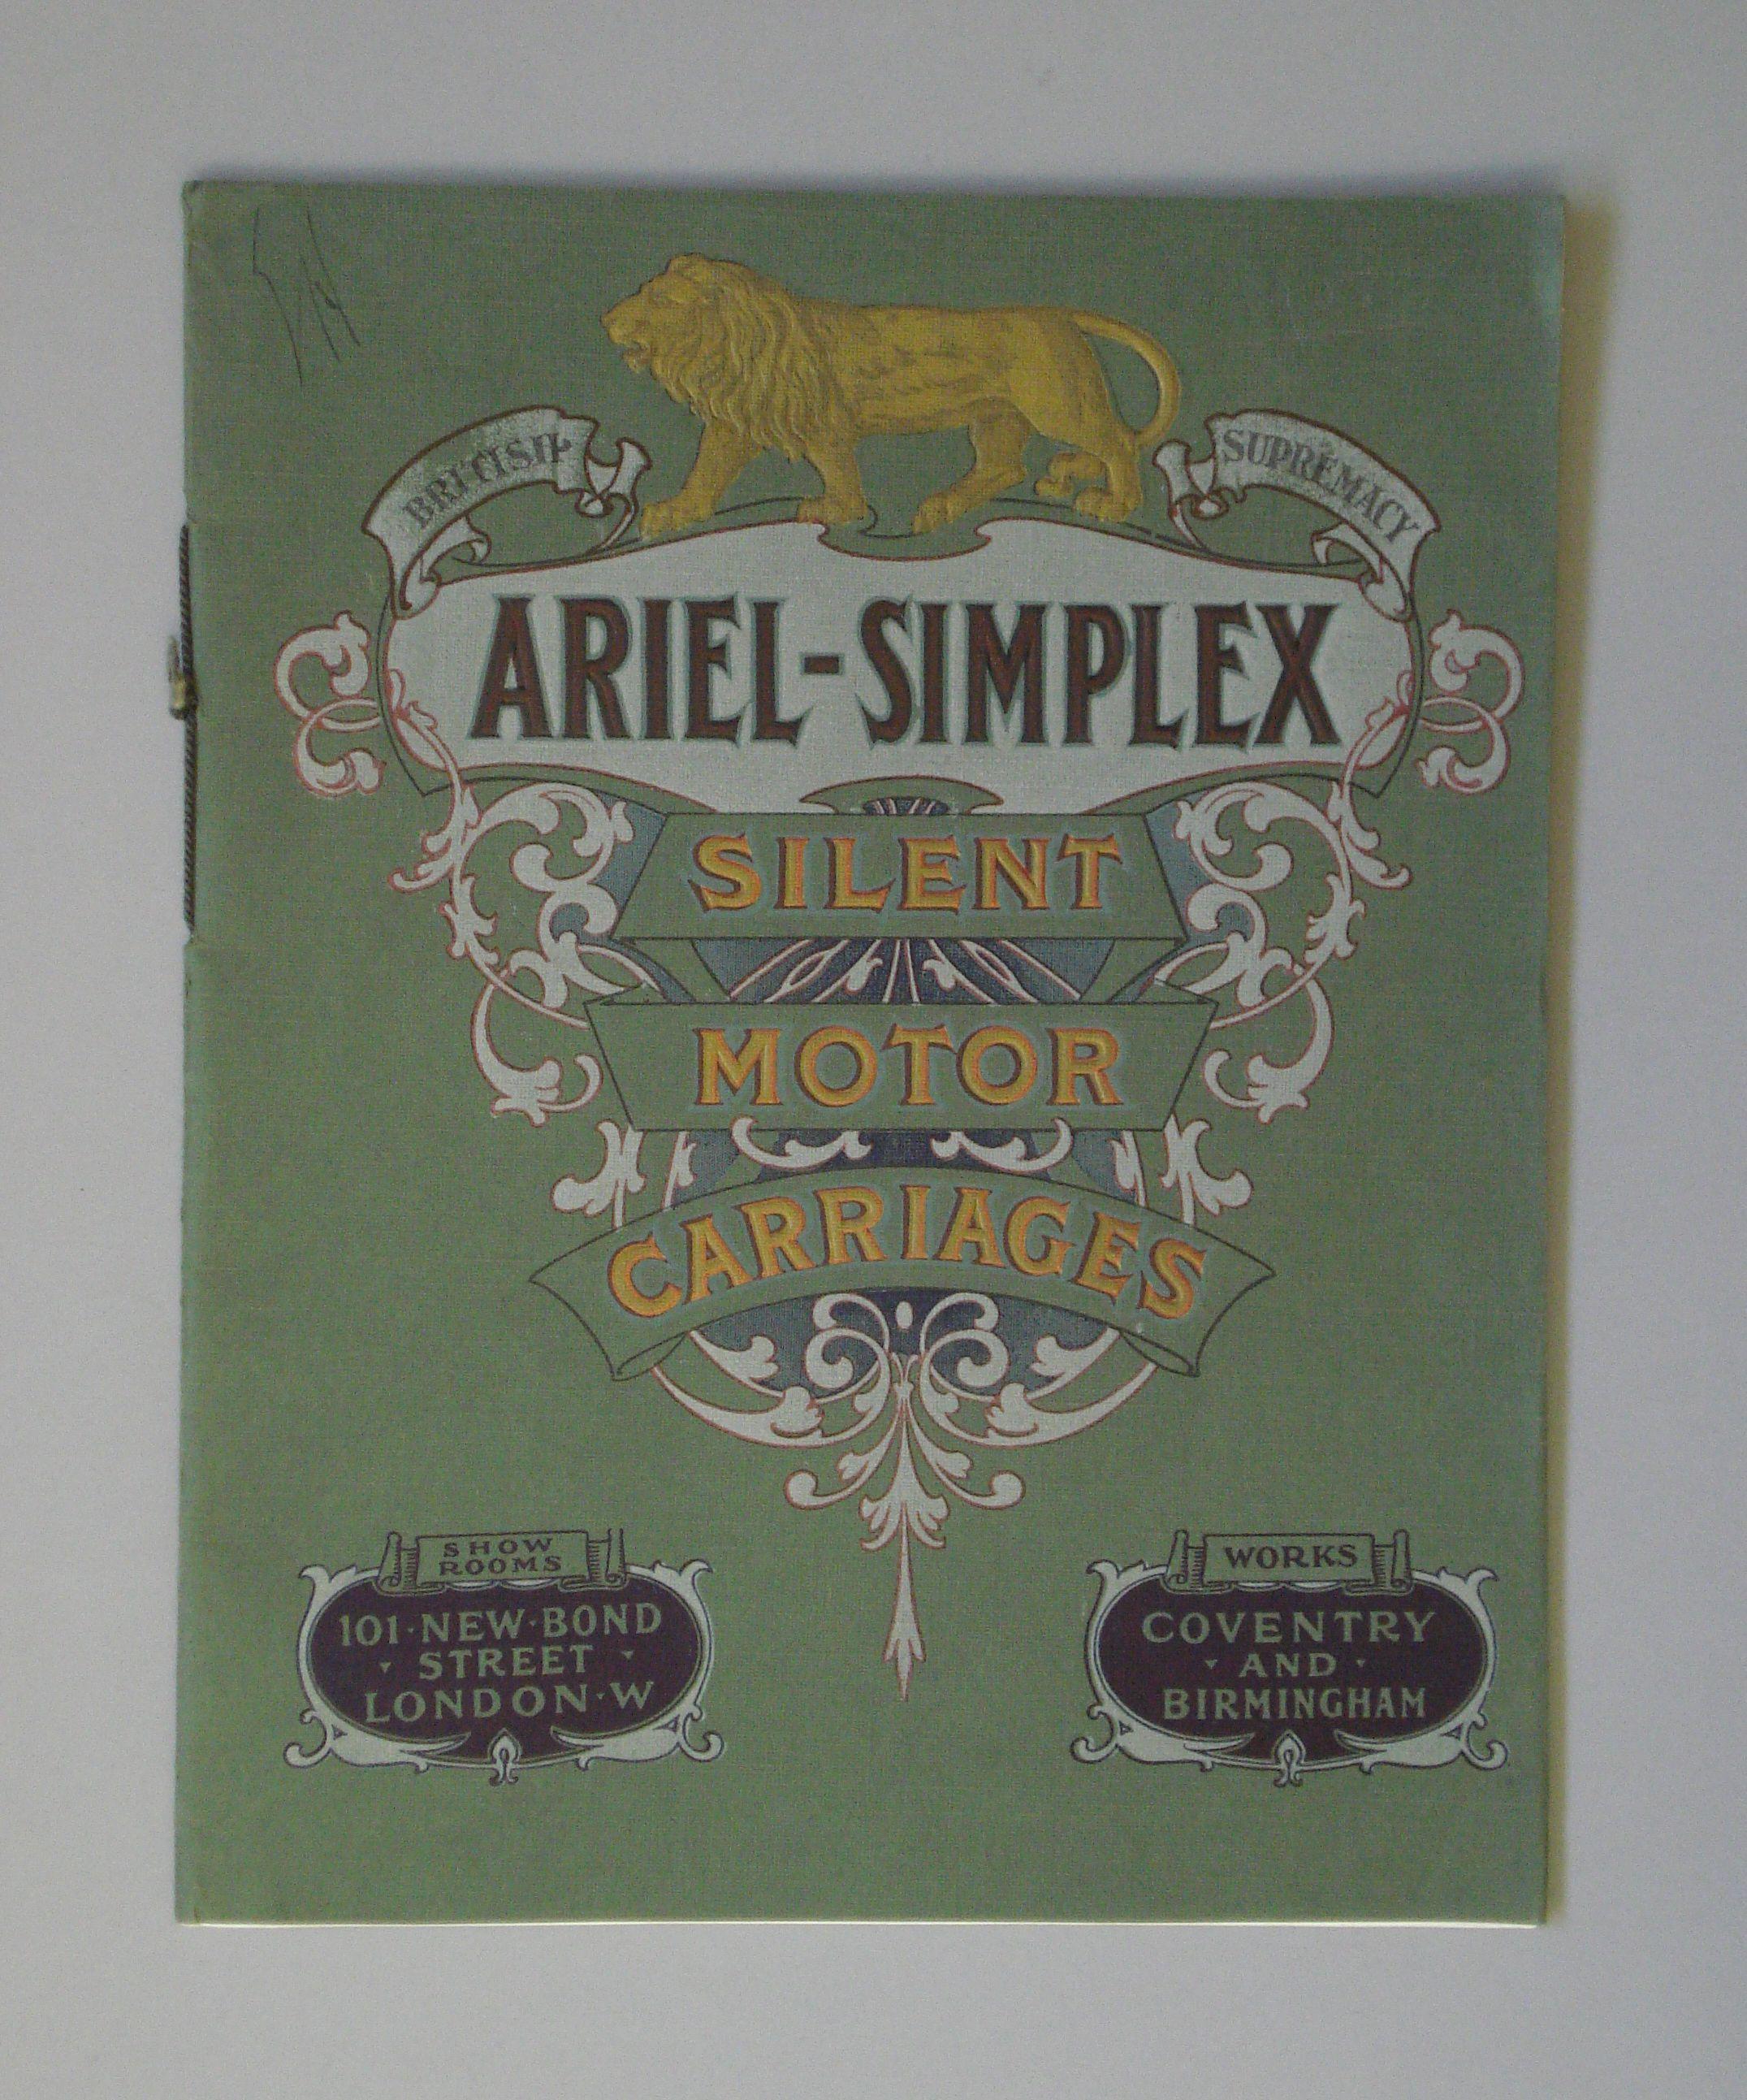 BRITISH
SUPREMACY
ARIEL-SIMPLEX
SILENT
MOTOR
CARRIAGES
SHOW
ROOMS
101·NEW·BOND
STREET
LONDON·W
WORKS
COVENTRY
AND
BIRMINGHAM